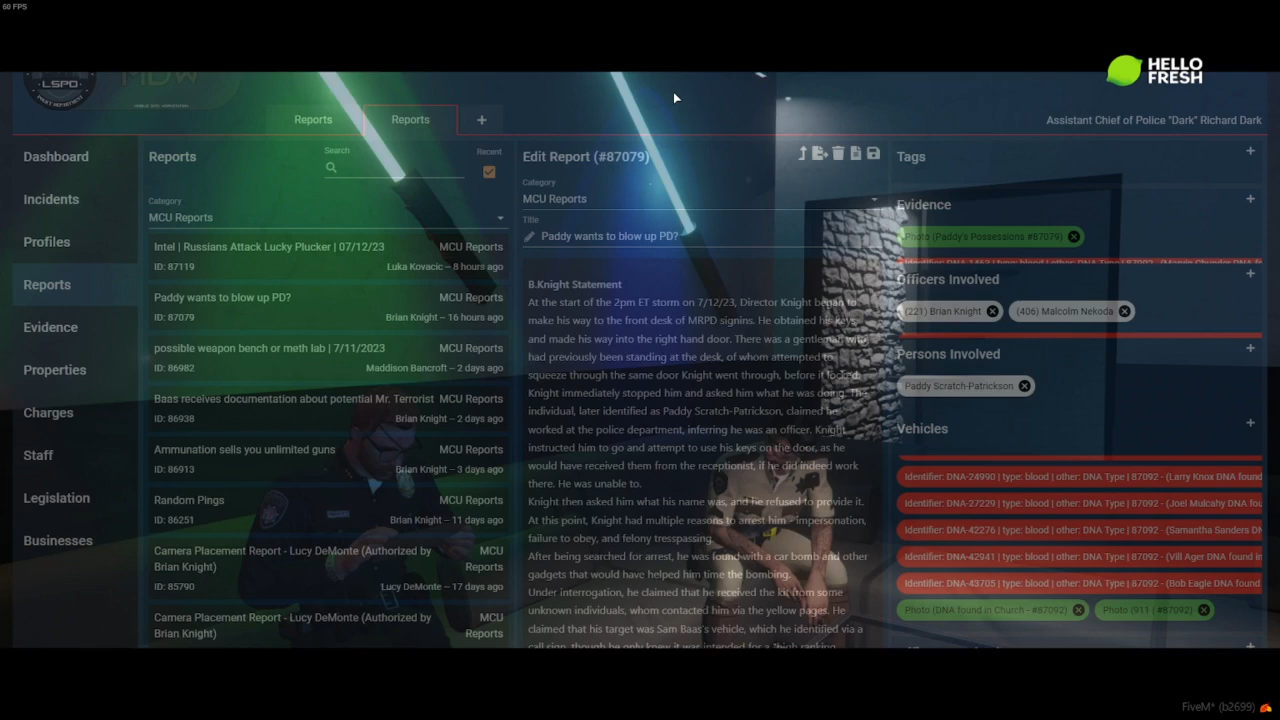 60 FPS
HELLO
FRESH
LSPD
MDW
Reports
Reports
+
Assistant Chief of Police "Dark" Richard Dark
Dashboard
Incidents
Profiles
Reports
Evidence
Properties
Charges
Staff
Legislation
Businesses
Reports
Search
Recent
Category
MCU Reports
Intel | Russians Attack Lucky Plucker | 07/12/23 MCU Reports
ID: 87119 Luka Kovacic – 8 hours ago
Paddy wants to blow up PD? MCU Reports
ID: 87079 Brian Knight – 16 hours ago
possible weapon bench or meth lab | 7/11/2023 MCU Reports
ID: 86982 Maddison Bancroft – 2 days ago
Baas receives documentation about potential Mr. Terrorist MCU Reports
ID: 86938 Brian Knight – 2 days ago
Ammunation sells you unlimited guns MCU Reports
ID: 86913 Brian Knight – 3 days ago
Random Pings MCU Reports
ID: 86251 Brian Knight – 11 days ago
Camera Placement Report - Lucy DeMonte (Authorized by MCU
Brian Knight) Reports
ID: 85790 Lucy DeMonte – 17 days ago
Camera Placement Report - Lucy DeMonte (Authorized by MCU
Brian Knight) Reports
Edit Report (#87079)
Category
MCU Reports
Title
Paddy wants to blow up PD?
B.Knight Statement
At the start of the 2pm ET storm on 7/12/23, Director Knight began to
make his way to the front desk of MRPD signins. He obtained his keys
and made his way into the right hand door. There was a gentleman who
had previously been standing at the desk, of whom attempted to
squeeze through the same door Knight went through, before it locked.
Knight immediately stopped him and asked him what he was doing. The
individual, later identified as Paddy Scratch-Patrickson, claimed he
worked at the police department, inferring he was an officer. Knight
instructed him to go and attempt to use his keys on the door, as he
would have received them from the receptionist, if he did indeed work
there. He was unable to.
Knight then asked him what his name was, and he refused to provide it.
At this point, Knight had multiple reasons to arrest him - impersonation,
failure to obey, and felony tresspassing.
After being searched for arrest, he was found with a car bomb and other
gadgets that would have helped him time the bombing.
Under interrogation, he claimed that he received the kit from some
unknown individuals, whom contacted him via the yellow pages. He
claimed that his target was Sam Baas's vehicle, which he identified via a
call sign, though he only knew it was intended for a "high ranking
Tags
Evidence
Photo (Paddy's Possessions #87079)
Officers Involved
(221) Brian Knight
(406) Malcolm Nekoda
Persons Involved
Paddy Scratch-Patrickson
Vehicles
Identifier: DNA-24990 | type: blood | other: DNA Type | 87092 - (Larry Knox DNA found
Identifier: DNA-27229 | type: blood | other: DNA Type | 87092 - (Joel Mulcahy DNA fou
Identifier: DNA-42276 | type: blood | other: DNA Type | 87092 - (Samantha Sanders DN
Identifier: DNA-42941 | type: blood | other: DNA Type | 87092 - (Vill Ager DNA found in
Identifier: DNA-43705 | type: blood | other: DNA Type | 87092 - (Bob Eagle DNA found
Photo (DNA found in Church - #87092)
Photo (911 | #87092)
FiveM* (b2699)